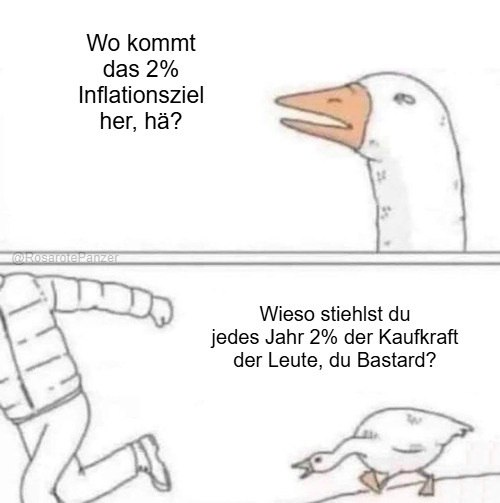 Wo kommt
das 2%
Inflationsziel
her, hä?
@RosarotePanzer
Wieso stiehlst du
jedes Jahr 2% der Kaufkraft
der Leute, du Bastard?